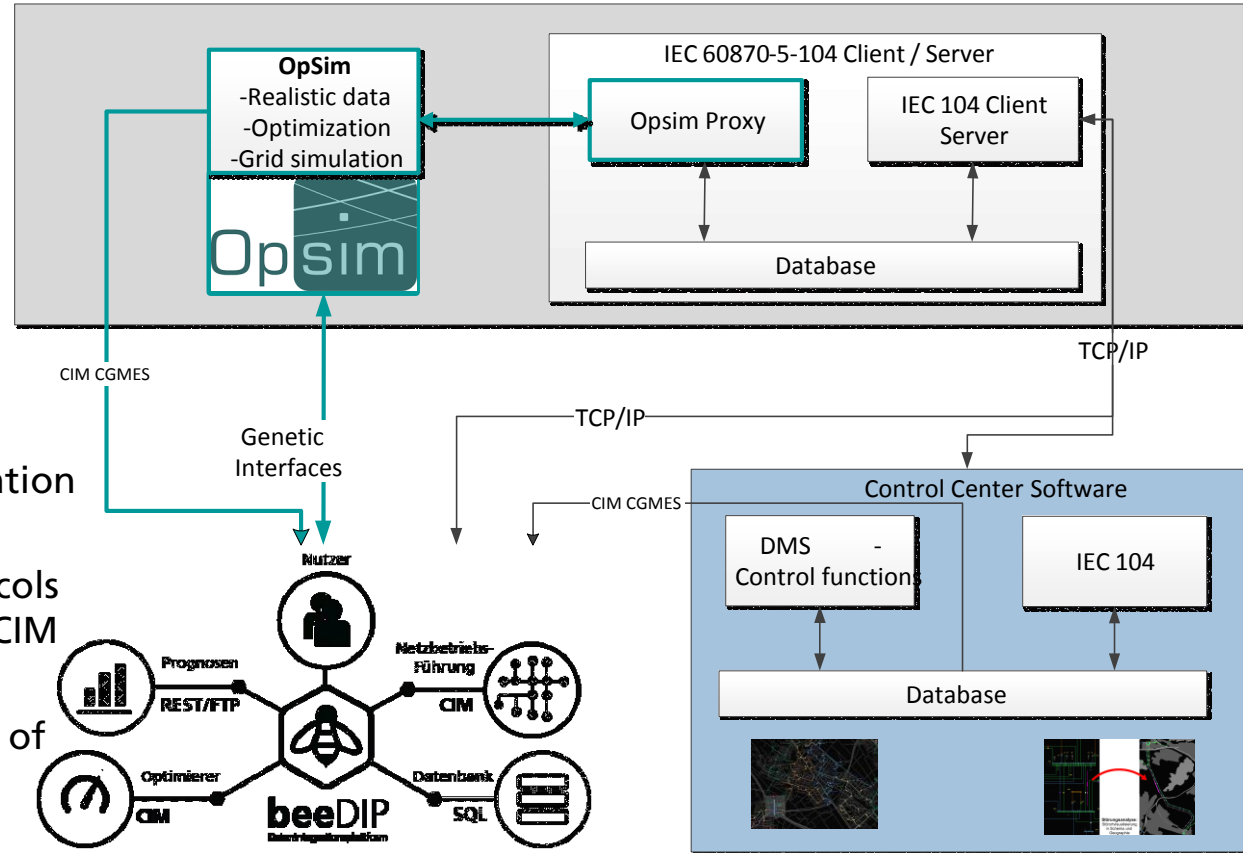 OpSim
-Realistic data
-Optimization
-Grid simulation
Opsim
IEC 60870-5-104 Client / Server
Opsim Proxy
IEC 104 Client
Server
Database
TCP/IP
CIM CGMES
TCP/IP
Genetic
Interfaces
CIM CGMES
Control Center Software
DMS -
Control functions
IEC 104
Database
cols
CIM
of
Nutzer
Prognosen
REST/FTP
Netzbetriebs-
Führung
CIM
Optimierer
CIM
Datenbank
SQL
beeDIP